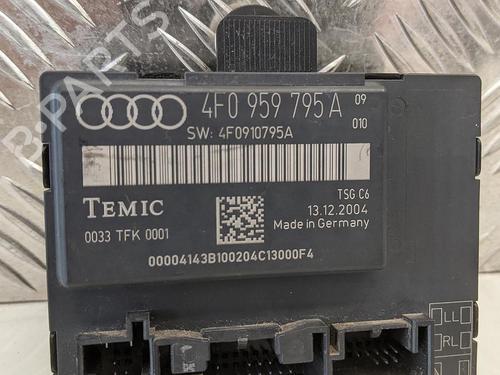 B-PARTS
4F0 959 795 A 09
010
SW: 4F0910795A
TEMIC
TSG C6
13.12.2004
Made in Germany
0033 TFK 0001
00004143B100204C13000F4
LL
RL